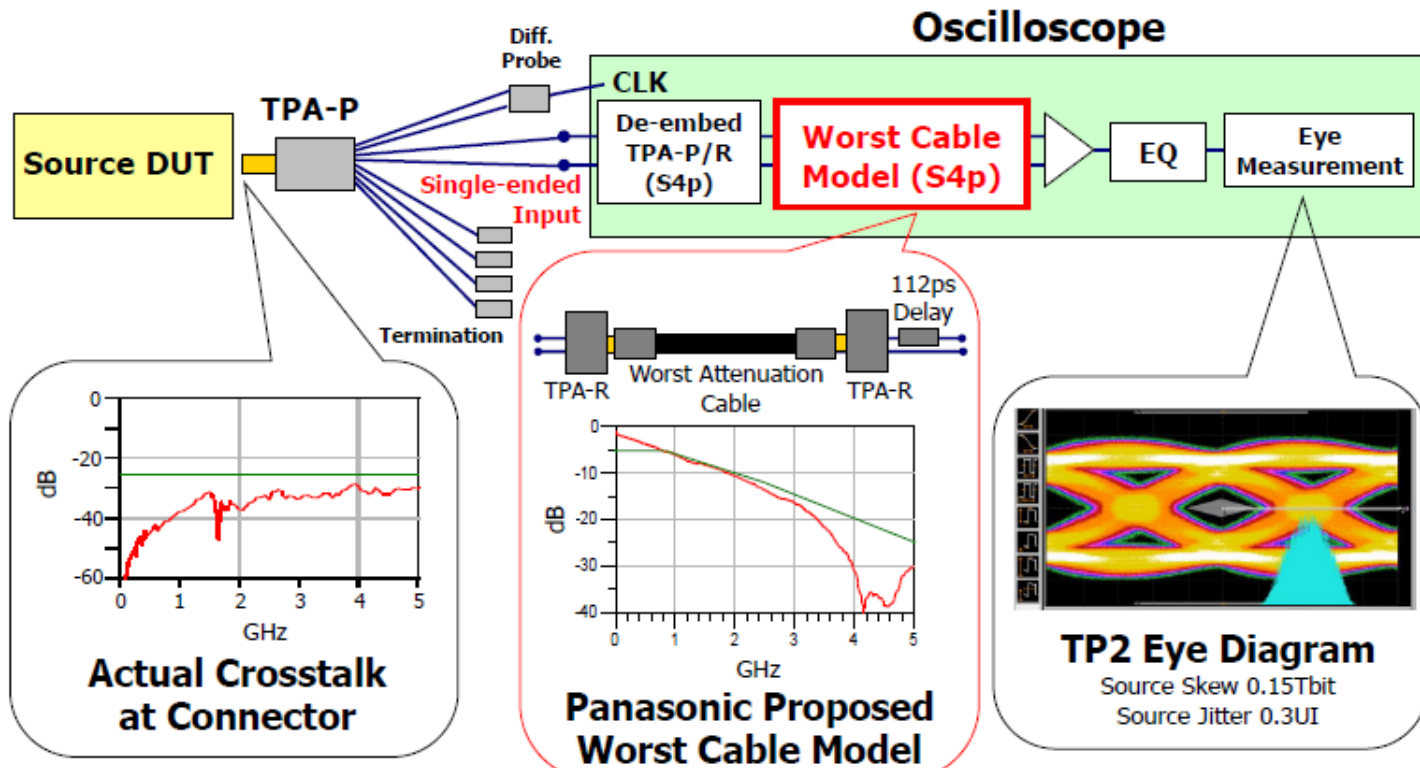 Oscilloscope
Diff.
Probe
CLK
TPA-P
Source DUT
De-embed
TPA-P/R
(S4p)
Worst Cable
Model (S4p)
EQ
Eye
Measurement
Single-ended
Input
Termination
112ps
Delay
TPA-R
Worst Attenuation
Cable
TPA-R
0
-20
-40
-60
dB
0 1 2 3 4 5
GHz
Actual Crosstalk
at Connector
0
-10
-20
-30
-40
dB
0 1 2 3 4 5
GHz
Panasonic Proposed
Worst Cable Model
TP2 Eye Diagram
Source Skew 0.15Tbit
Source Jitter 0.3UI